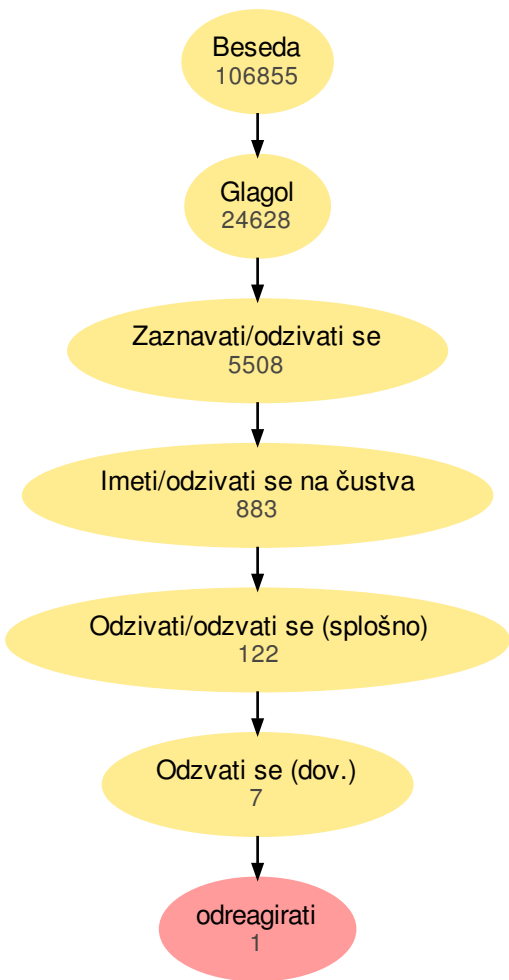 Beseda
106855
Glagol
24628
Zaznavati/odzivati se
5508
Imeti/odzivati se na čustva
883
Odzivati/odzvati se (splošno)
122
Odzvati se (dov.)
7
odreagirati
1